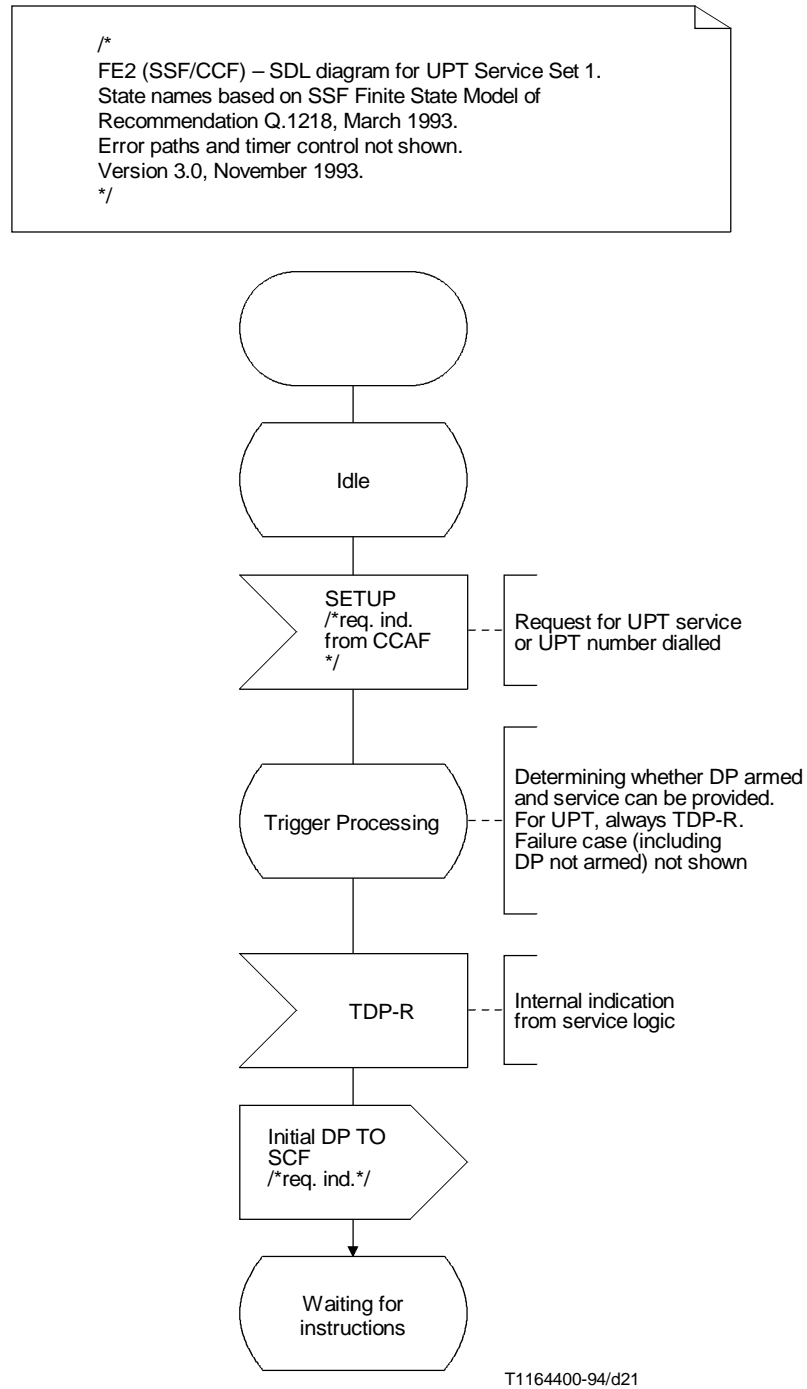 /*
FE2 (SSF/CCF) – SDL diagram for UPT Service Set 1.
State names based on SSF Finite State Model of
Recommendation Q.1218, March 1993.
Error paths and timer control not shown.
Version 3.0, November 1993.
*/
Idle
SETUP
/*req. ind.
from CCAF
*/
Request for UPT service
or UPT number dialled
Trigger Processing
Determining whether DP armed
and service can be provided.
For UPT, always TDP-R.
Failure case (including
DP not armed) not shown
TDP-R
Internal indication
from service logic
Initial DP TO
SCF
/*req. ind.*/
Waiting for
instructions
T1164400-94/d21